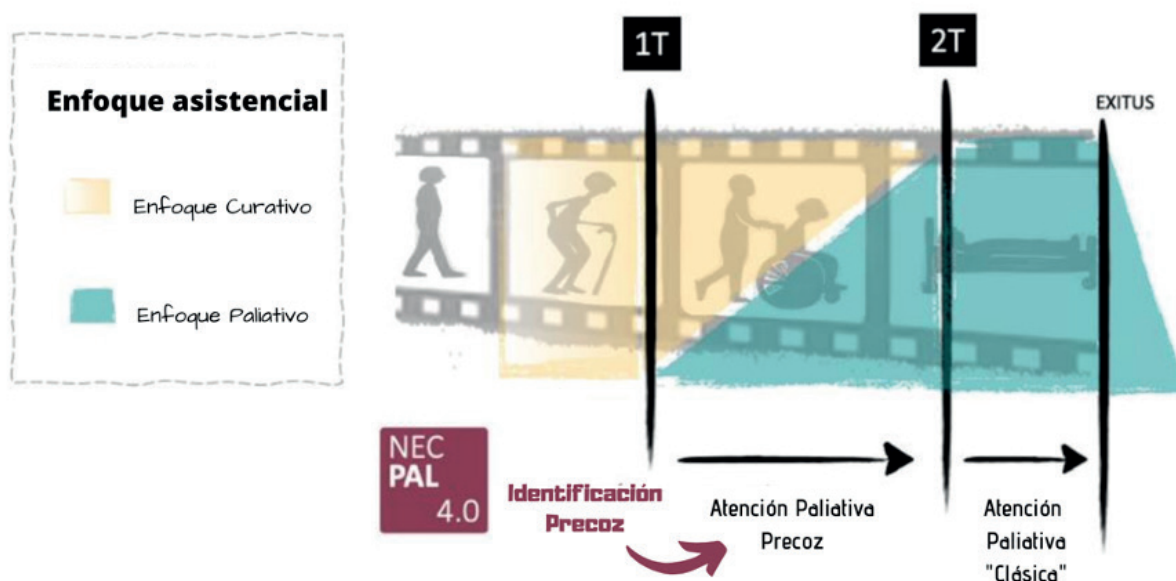 Enfoque asistencial
Enfoque Curativo
Enfoque Paliativo
1T
2T
EXITUS
NEC
PAL
4.0
Identificación
Precoz
Atención Paliativa
Precoz
Atención
Paliativa
"Clásica"